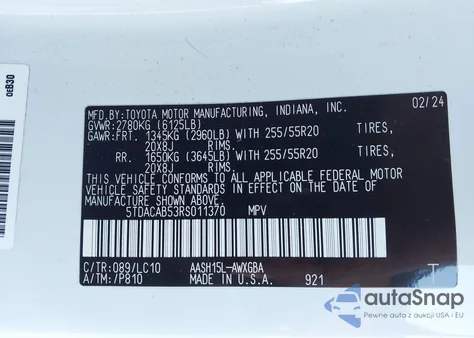 0EB30
MFD.BY:TOYOTA MOTOR MANUFACTURING, INDIANA, INC. 02/24
GVWR:2780KG (6125LB)
GAWR:FRT. 1345KG (2960LB) WITH 255/55R20 TIRES,
20X8J RIMS.
RR. 1650KG (3645LB) WITH 255/55R20 TIRES,
20X8J RIMS.
THIS VEHICLE CONFORMS TO ALL APPLICABLE FEDERAL MOTOR
VEHICLE SAFETY STANDARDS IN EFFECT ON THE DATE OF
MANUFACTURE SHOWN ABOVE.
5TDACAB53RS011370 MPV
C/TR:089/LC10 AASH15L-AWXGBA T
A/TM:/P810 MADE IN U.S.A. 921
autoSnap
Pewne auta z aukcji USA i EU